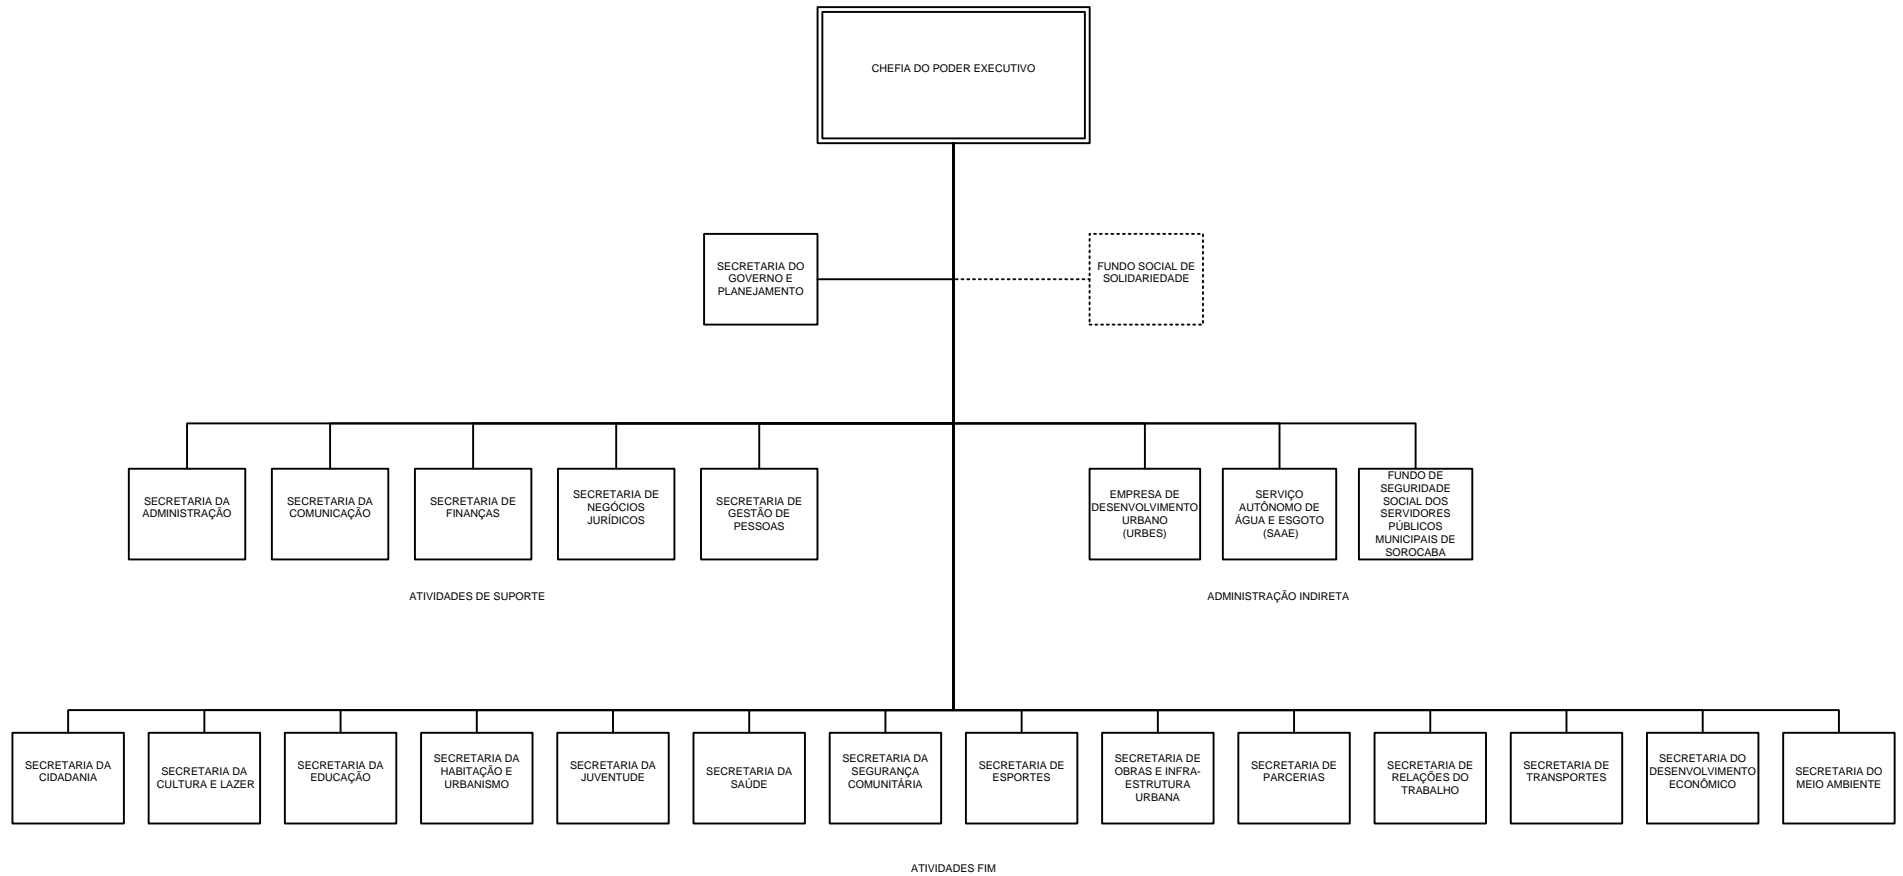 CHEFIA DO PODER EXECUTIVO
SECRETARIA DO
GOVERNO E
PLANEJAMENTO
FUNDO SOCIAL DE
SOLIDARIEDADE
SECRETARIA DA
ADMINISTRAÇÃO
SECRETARIA DA
COMUNICAÇÃO
SECRETARIA DE
FINANÇAS
SECRETARIA DE
NEGÓCIOS
JURÍDICOS
SECRETARIA DE
GESTÃO DE
PESSOAS
EMPRESA DE
DESENVOLVIMENTO
URBANO
(URBES)
SERVIÇO
AUTÔNOMO DE
ÁGUA E ESGOTO
(SAAE)
FUNDO DE
SEGURIDADE
SOCIAL DOS
SERVIDORES
PÚBLICOS
MUNICIPAIS DE
SOROCABA
ATIVIDADES DE SUPORTE
ADMINISTRAÇÃO INDIRETA
SECRETARIA DA
CIDADANIA
SECRETARIA DA
CULTURA E LAZER
SECRETARIA DA
EDUCAÇÃO
SECRETARIA DA
HABITAÇÃO E
URBANISMO
SECRETARIA DA
JUVENTUDE
SECRETARIA DA
SAÚDE
SECRETARIA DA
SEGURANÇA
COMUNITÁRIA
SECRETARIA DE
ESPORTES
SECRETARIA DE
OBRAS E INFRA-
ESTRUTURA
URBANA
SECRETARIA DE
PARCERIAS
SECRETARIA DE
RELAÇÕES DO
TRABALHO
SECRETARIA DE
TRANSPORTES
SECRETARIA DO
DESENVOLVIMENTO
ECONÔMICO
SECRETARIA DO
MEIO AMBIENTE
ATIVIDADES FIM